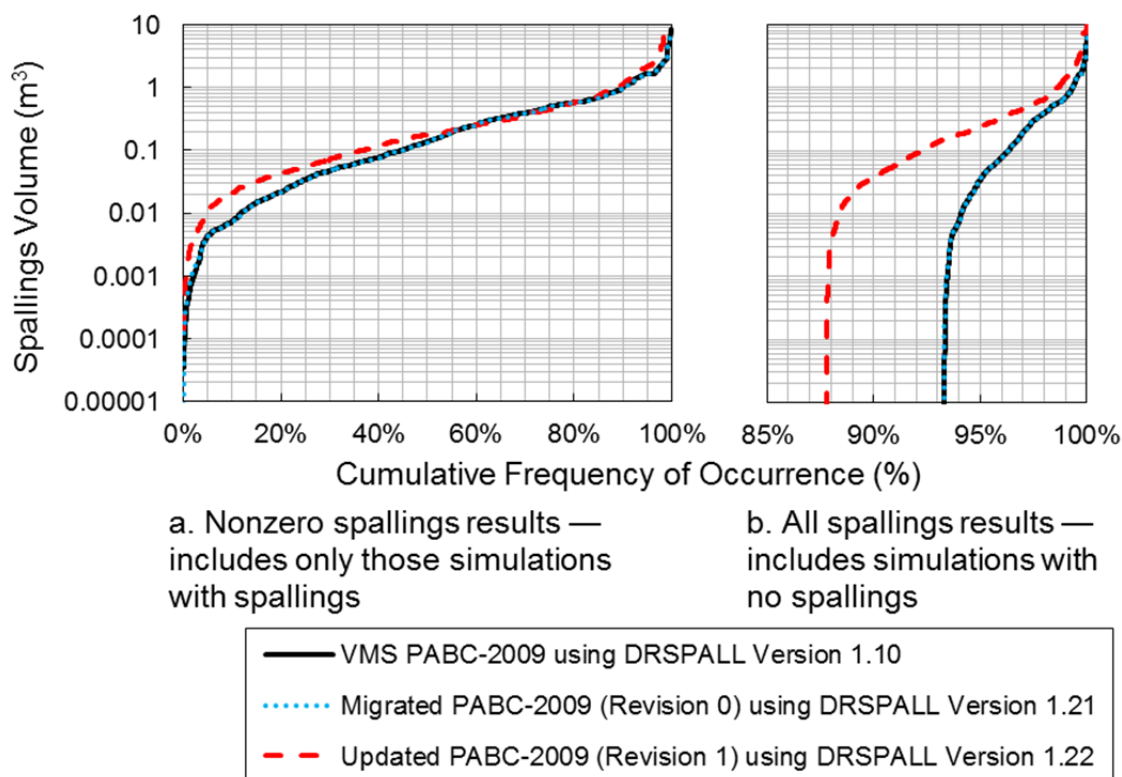 Spallings Volume (m³)
10
1
0.1
0.01
0.001
0.0001
0.00001
0% 20% 40% 60% 80% 100%
85% 90% 95% 100%
Cumulative Frequency of Occurrence (%)
a. Nonzero spallings results —
includes only those simulations
with spallings
b. All spallings results —
includes simulations with
no spallings
VMS PABC-2009 using DRSPALL Version 1.10
Migrated PABC-2009 (Revision 0) using DRSPALL Version 1.21
Updated PABC-2009 (Revision 1) using DRSPALL Version 1.22